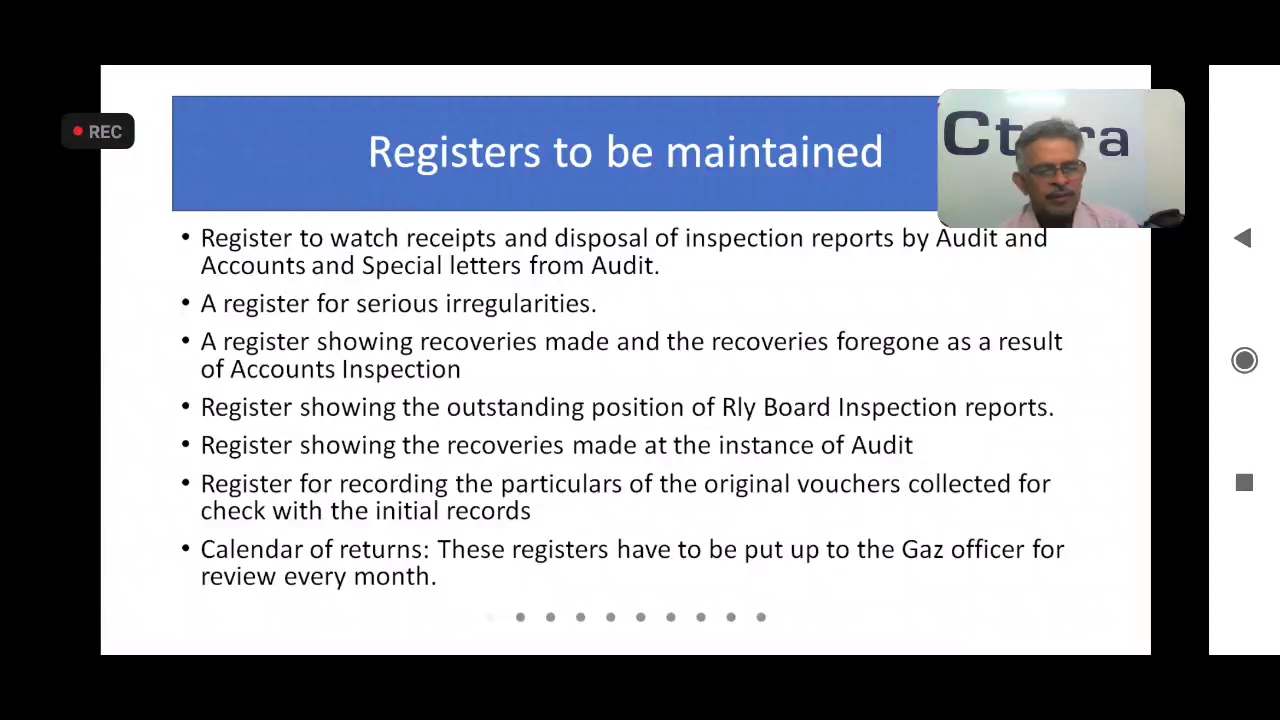 REC
Registers to be maintained
• Register to watch receipts and disposal of inspection reports by Audit and
Accounts and Special letters from Audit.
• A register for serious irregularities.
• A register showing recoveries made and the recoveries foregone as a result
of Accounts Inspection
• Register showing the outstanding position of Rly Board Inspection reports.
• Register showing the recoveries made at the instance of Audit
• Register for recording the particulars of the original vouchers collected for
check with the initial records
• Calendar of returns: These registers have to be put up to the Gaz officer for
review every month.